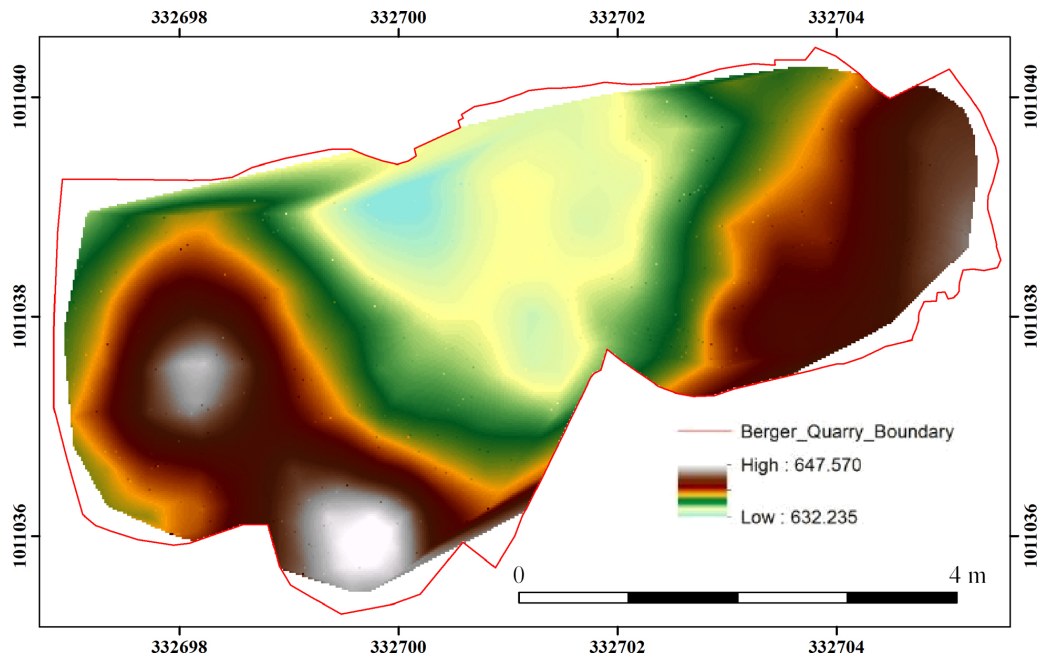 332698 332700 332702 332704
1011040 1011040
1011038 1011038
Berger_Quarry_Boundary
High : 647.570
Low : 632.235
1011036 1011036
0 4 m
332698 332700 332702 332704